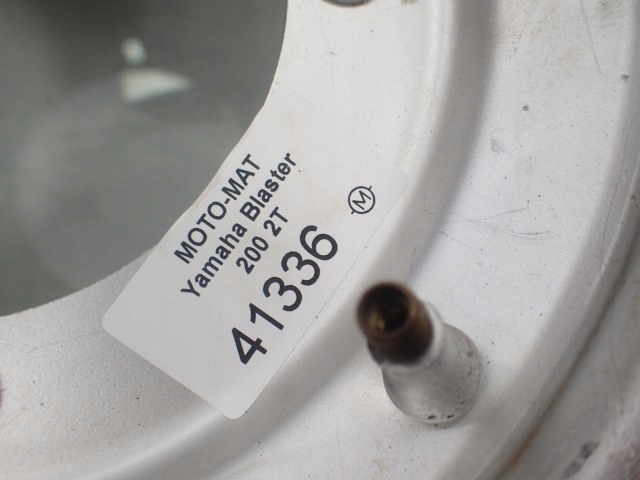 MOTO-MAT
Yamaha Blaster
200 2T
41336
M